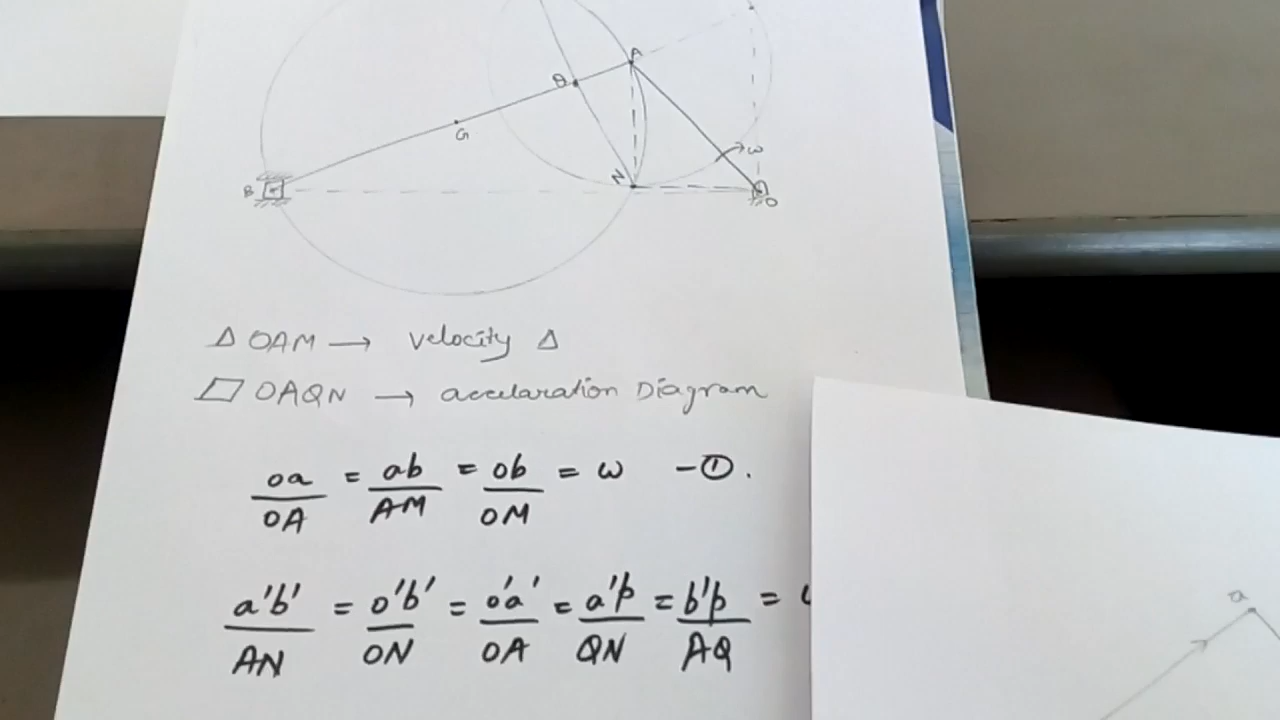 A
Q
G
ω
N
B
O
Δ OAM → velocity Δ
▱ OAQN → accelaration Diagram
oa/OA = ab/AM = ob/OM = ω -①.
a'b'/AN = o'b'/ON = o'a'/OA = a'p/QN = b'p/AQ =
a